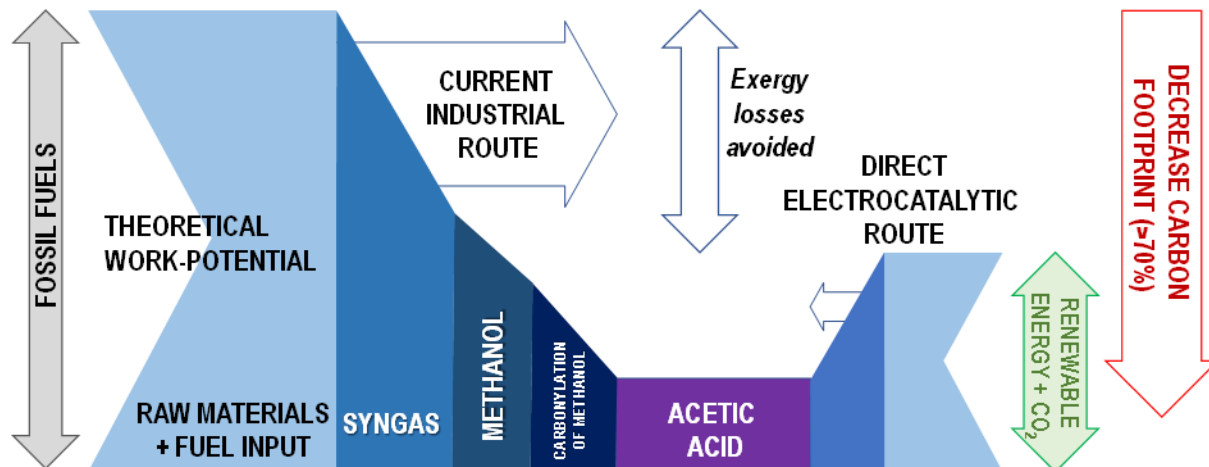 FOSSIL FUELS
THEORETICAL
WORK-POTENTIAL
RAW MATERIALS
+ FUEL INPUT
SYNGAS
METHANOL
CARBONYLATION
OF METHANOL
CURRENT
INDUSTRIAL
ROUTE
Exergy
losses
avoided
ACETIC
ACID
DIRECT
ELECTROCATALYTIC
ROUTE
RENEWABLE
ENERGY + CO₂
DECREASE CARBON
FOOTPRINT (>70%)